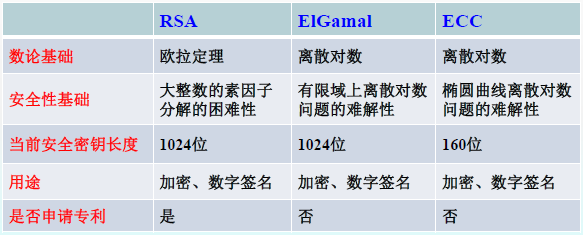 RSA ElGamal ECC
数论基础 欧拉定理 离散对数 离散对数
安全性基础 大整数的素因子分解的困难性 有限域上离散对数问题的难解性 椭圆曲线离散对数问题的难解性
当前安全密钥长度 1024位 1024位 160位
用途 加密、数字签名 加密、数字签名 加密、数字签名
是否申请专利 是 否 否